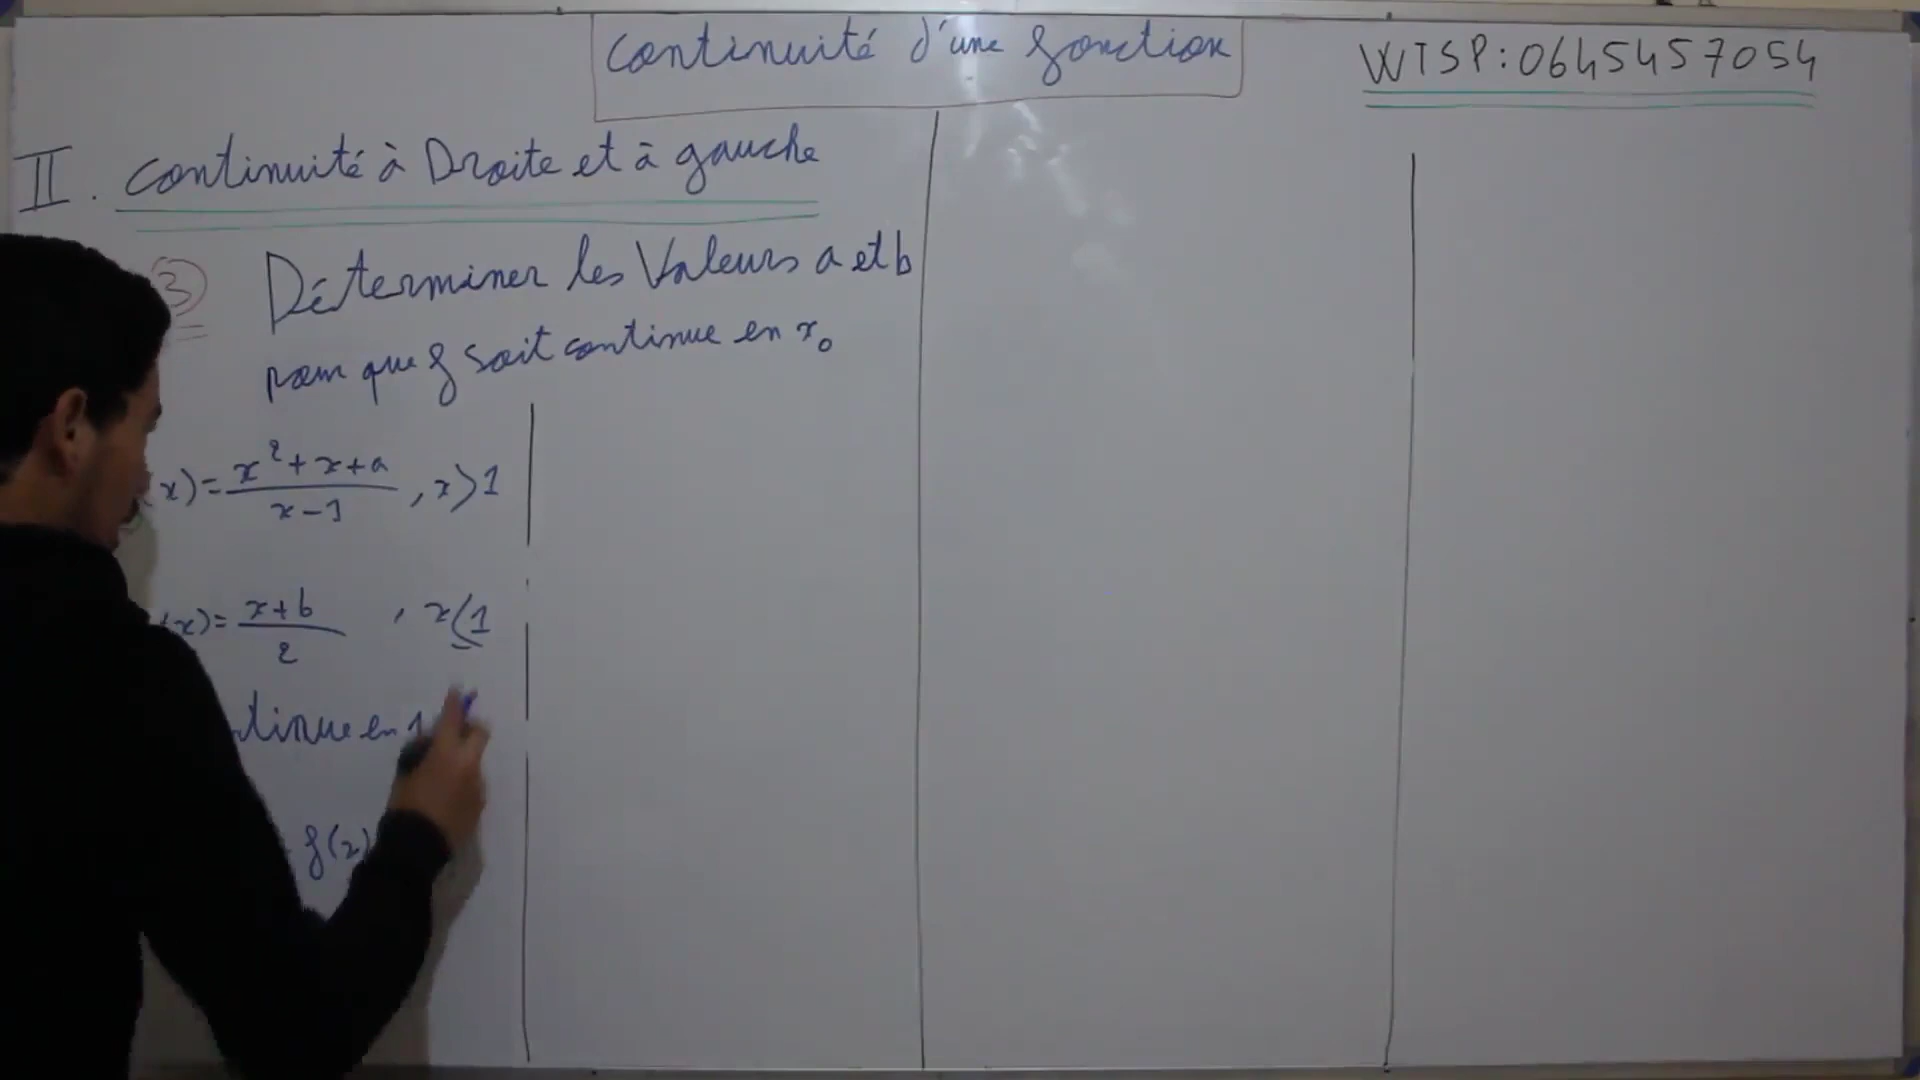 Continuité d'une fonction
WTSP: 0645457054
II. Continuité à Droite et à gauche
3 Déterminer les Valeurs a et b
pour que f soit continue en x₀
(x) = (x² + x + a)/(x - 1), x > 1
(x) = (x + b)/2, x ≤ 1
ntinue en 1
f(x)